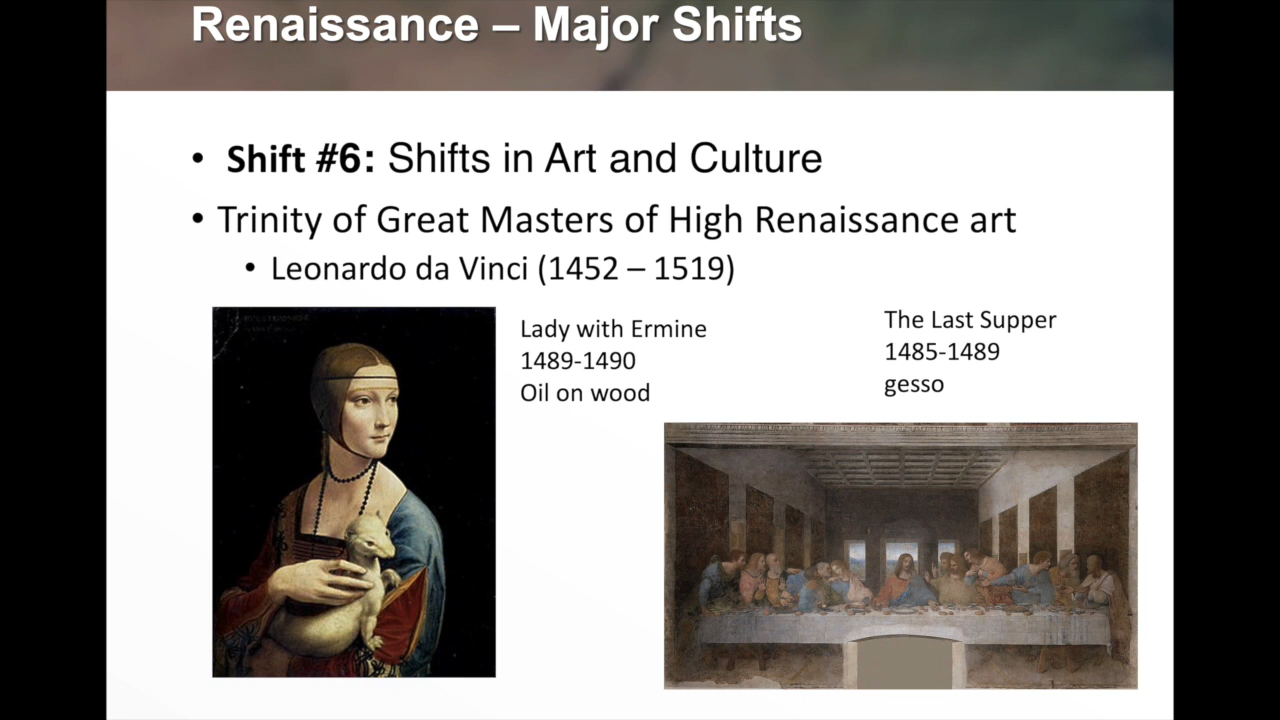 Renaissance – Major Shifts
• Shift #6: Shifts in Art and Culture
• Trinity of Great Masters of High Renaissance art
• Leonardo da Vinci (1452 – 1519)
Lady with Ermine
1489-1490
Oil on wood
The Last Supper
1485-1489
gesso